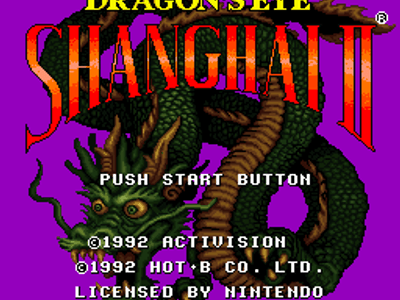 DRAGON'S EYE
SHANGHAI II®
PUSH START BUTTON
©1992 ACTIVISION
©1992 HOT·B CO. LTD.
LICENSED BY NINTENDO